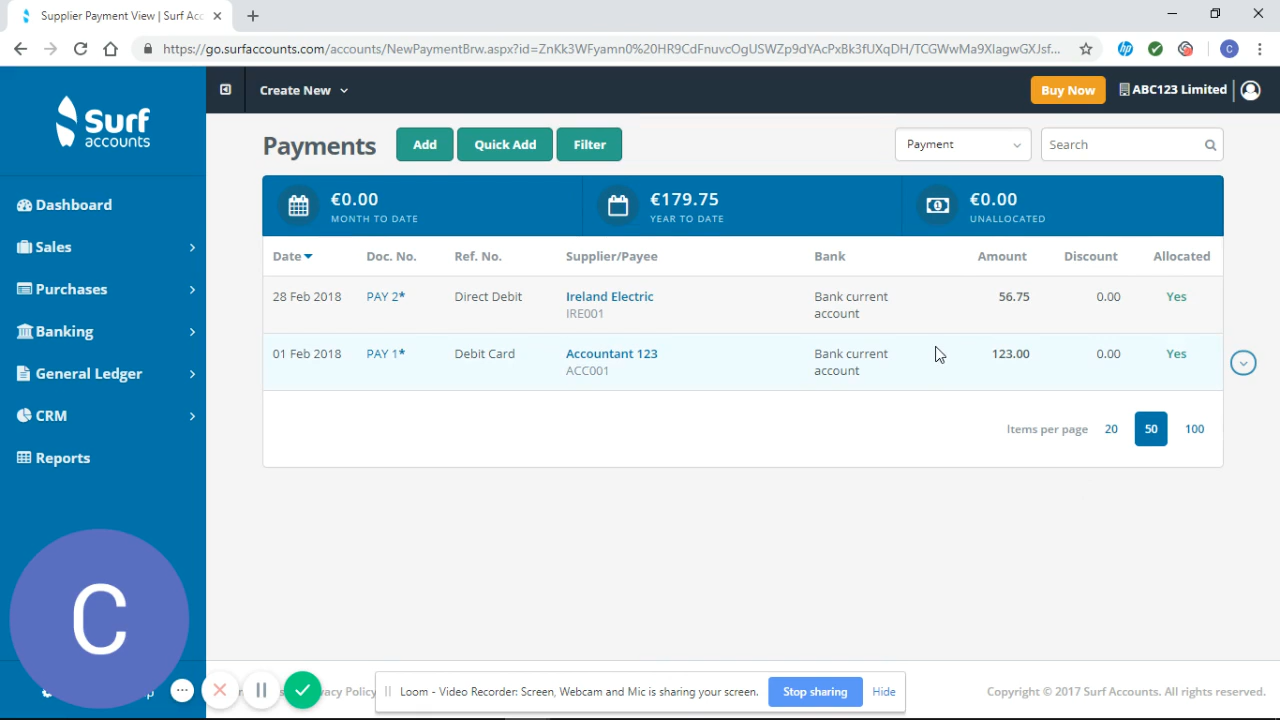 Supplier Payment View | Surf Acc
https://go.surfaccounts.com/accounts/NewPaymentBrw.aspx?id=ZnKk3WFyamn0%20HR9CdFnuvcOgUSWZp9dYAcPxBk3fUXqDH/TCGWwMa9XlagwGXJsf...
hp
C
Surf
accounts
Create New
Buy Now
ABC123 Limited
Dashboard
Sales
Purchases
Banking
General Ledger
CRM
Reports
Payments
Add
Quick Add
Filter
Payment
Search
€0.00
MONTH TO DATE
€179.75
YEAR TO DATE
€0.00
UNALLOCATED
Date Doc. No. Ref. No. Supplier/Payee Bank Amount Discount Allocated
28 Feb 2018 PAY 2* Direct Debit Ireland Electric Bank current 56.75 0.00 Yes
IRE001 account
01 Feb 2018 PAY 1* Debit Card Accountant 123 Bank current 123.00 0.00 Yes
ACC001 account
Items per page 20 50 100
C
Policy
Loom - Video Recorder: Screen, Webcam and Mic is sharing your screen.
Stop sharing
Hide
Copyright © 2017 Surf Accounts. All rights reserved.